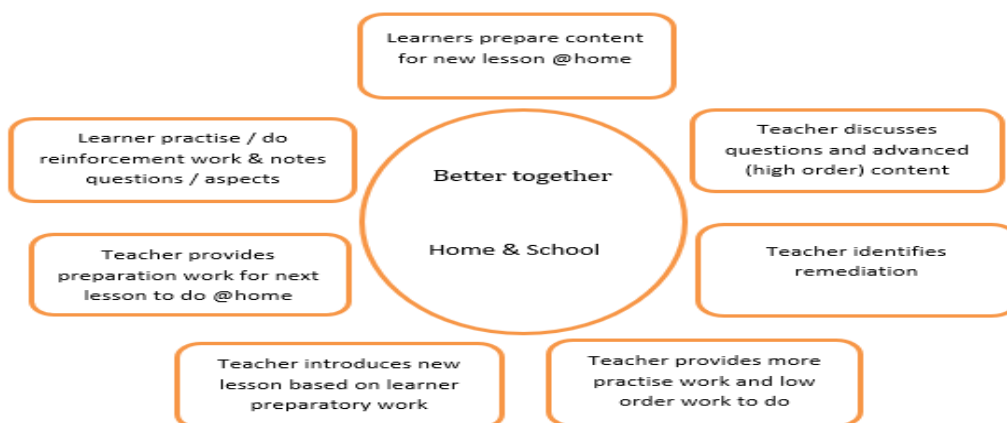 Learners prepare content
for new lesson @home
Teacher discusses
questions and advanced
(high order) content
Teacher identifies
remediation
Teacher provides more
practise work and low
order work to do
Teacher introduces new
lesson based on learner
preparatory work
Teacher provides
preparation work for next
lesson to do @home
Learner practise / do
reinforcement work & notes
questions / aspects
Better together
Home & School